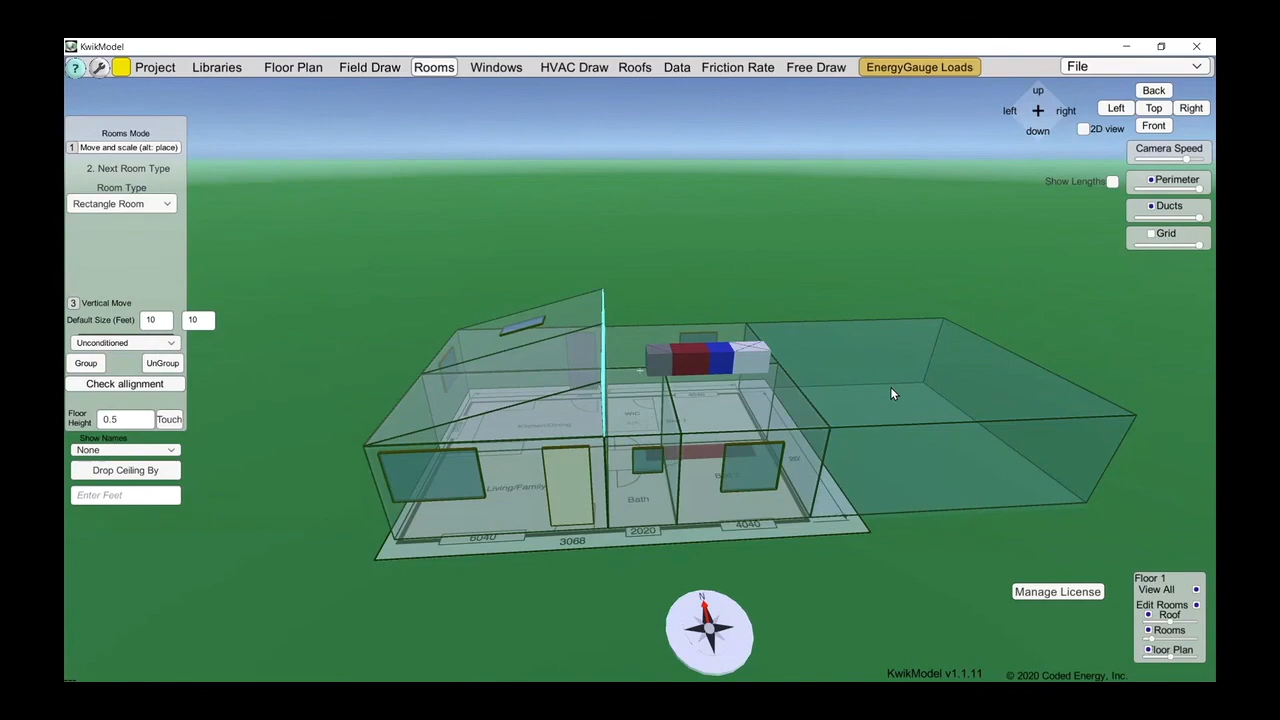 KwikModel
? Project Libraries Floor Plan Field Draw Rooms Windows HVAC Draw Roofs Data Friction Rate Free Draw EnergyGauge Loads File
up
left right
down
2D view
Back
Left Top Right
Front
Camera Speed
Show Lengths
Perimeter
Ducts
Grid
Rooms Mode
1 Move and scale (alt: place)
2. Next Room Type
Room Type
Rectangle Room
3 Vertical Move
Default Size (Feet) 10 10
Unconditioned
Group UnGroup
Check allignment
Floor Height 0.5 Touch
Show Names
None
Drop Ceiling By
Enter Feet
Kitchen/Dining
WIC
Living/Family
Bath
6040
3068
2020
4040
N
Manage License
Floor 1
View All
Edit Rooms
Roof
Rooms
Floor Plan
KwikModel v1.1.11
© 2020 Coded Energy, Inc.